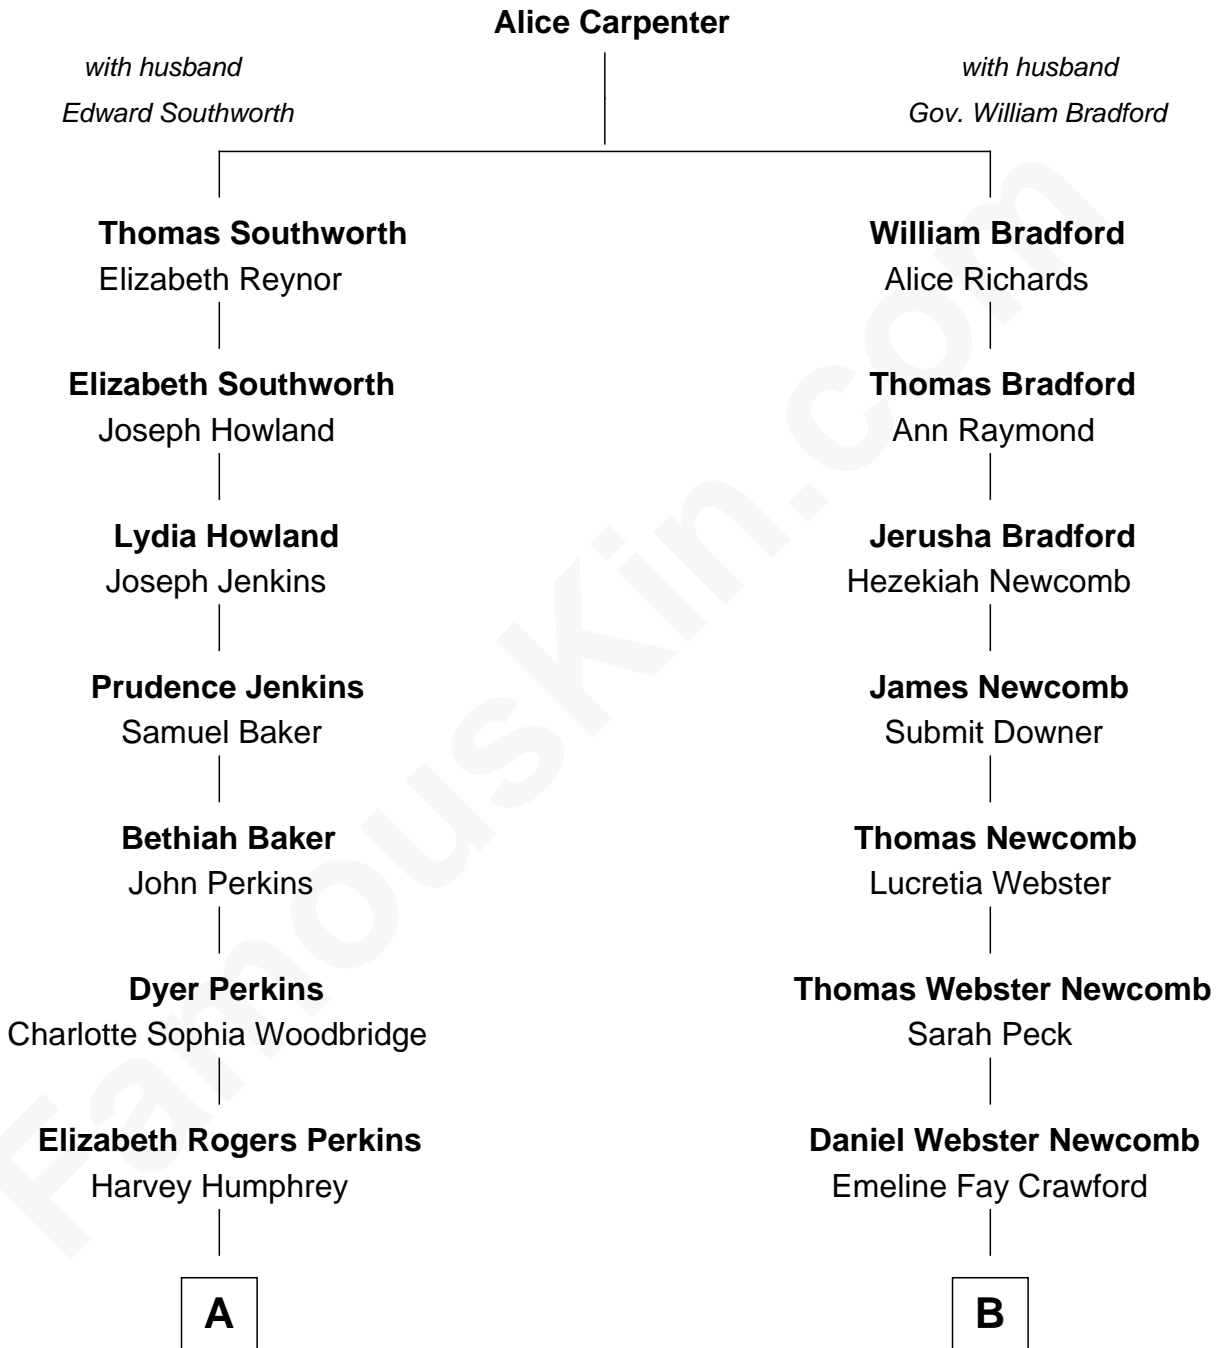 Alice Carpenter
with husband
Edward Southworth
with husband
Gov. William Bradford
Thomas Southworth
Elizabeth Reynor
William Bradford
Alice Richards
Elizabeth Southworth
Joseph Howland
Thomas Bradford
Ann Raymond
Lydia Howland
Joseph Jenkins
Jerusha Bradford
Hezekiah Newcomb
Prudence Jenkins
Samuel Baker
James Newcomb
Submit Downer
Bethiah Baker
John Perkins
Thomas Newcomb
Lucretia Webster
Dyer Perkins
Charlotte Sophia Woodbridge
Thomas Webster Newcomb
Sarah Peck
Elizabeth Rogers Perkins
Harvey Humphrey
Daniel Webster Newcomb
Emeline Fay Crawford
A
B
FamousKin.com